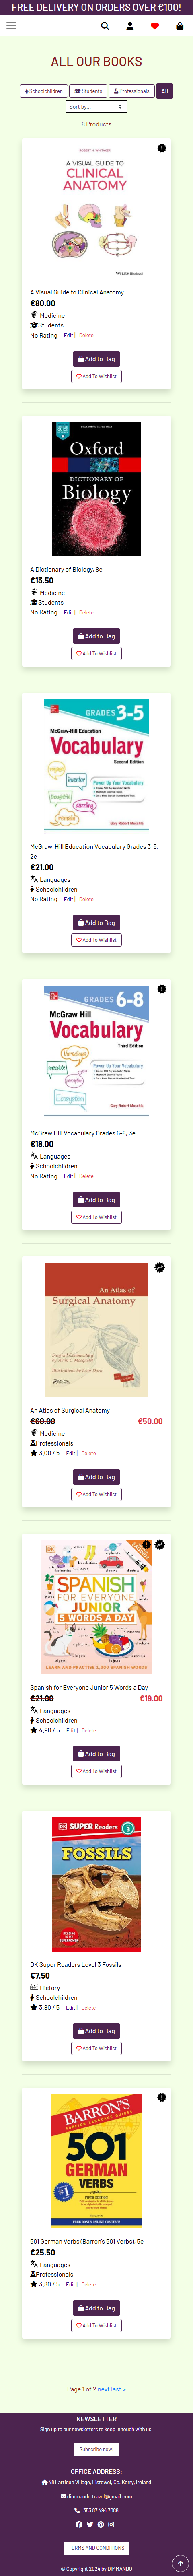 FREE DELIVERY ON ORDERS OVER €100!
ALL OUR BOOKS
Schoolchildren Students Professionals All
Sort by...
8 Products
A VISUAL GUIDE TO
CLINICAL
ANATOMY
A Visual Guide to Clinical Anatomy
€80.00
Medicine
Students
No Rating Edit | Delete
Add to Bag
Add To Wishlist
Oxford
DICTIONARY OF
Biology
A Dictionary of Biology, 8e
€13.50
Medicine
Students
No Rating Edit | Delete
Add to Bag
Add To Wishlist
GRADES 3-5
McGraw-Hill Education
Vocabulary
Second Edition
Power Up Your Vocabulary
Gary Robert Muschla
McGraw-Hill Education Vocabulary Grades 3-5,
2e
€21.00
Languages
Schoolchildren
No Rating Edit | Delete
Add to Bag
Add To Wishlist
GRADES 6-8
McGraw Hill
Vocabulary
Third Edition
Power Up Your Vocabulary
Gary Robert Muschla
McGraw Hill Vocabulary Grades 6-8, 3e
€18.00
Languages
Schoolchildren
No Rating Edit | Delete
Add to Bag
Add To Wishlist
An Atlas of
Surgical Anatomy
An Atlas of Surgical Anatomy
€60.00 €50.00
Medicine
Professionals
3.00 / 5 Edit | Delete
Add to Bag
Add To Wishlist
DK
SPANISH
FOR EVERYONE
JUNIOR
5 WORDS A DAY
LEARN AND PRACTICE 1,000 SPANISH WORDS
Spanish for Everyone Junior 5 Words a Day
€21.00 €19.00
Languages
Schoolchildren
4.90 / 5 Edit | Delete
Add to Bag
Add To Wishlist
DK SUPER Readers 3
FOSSILS
DK Super Readers Level 3 Fossils
€7.50
History
Schoolchildren
3.80 / 5 Edit | Delete
Add to Bag
Add To Wishlist
BARRON'S
501
GERMAN
VERBS
#1
501 German Verbs (Barron's 501 Verbs), 5e
€25.50
Languages
Professionals
3.80 / 5 Edit | Delete
Add to Bag
Add To Wishlist
Page 1 of 2 next last »
NEWSLETTER
Sign up to our newsletters to keep in touch with us!
Subscribe now!
OFFICE ADDRESS:
48 Lartigue Village, Listowel, Co. Kerry, Ireland
dimmando.travel@gmail.com
+353 87 494 7086
TERMS AND CONDITIONS
© Copyright 2024 by DIMMANDO